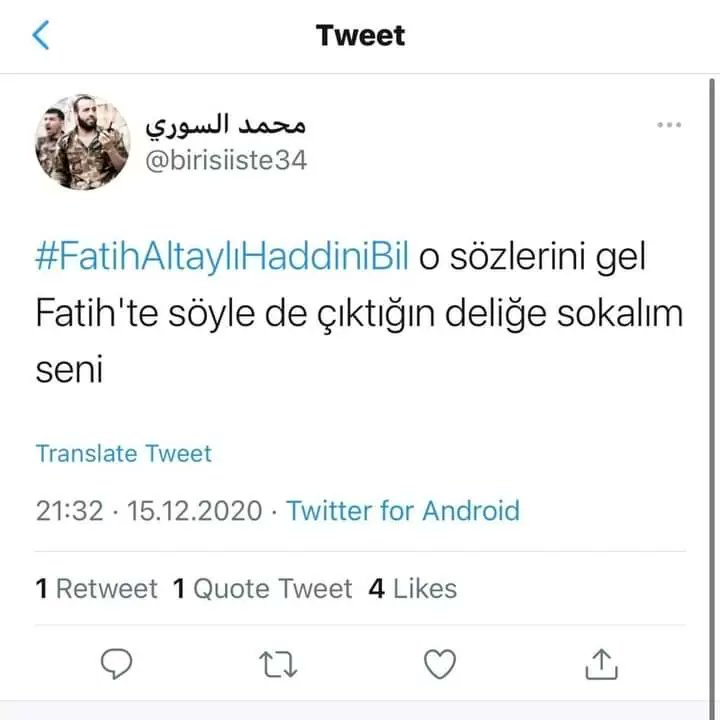 Tweet
محمد السوري
@birisiiste34
#FatihAltaylıHaddiniBil o sözlerini gel
Fatih'te söyle de çıktığın deliğe sokalım
seni
Translate Tweet
21:32 · 15.12.2020 · Twitter for Android
1 Retweet 1 Quote Tweet 4 Likes